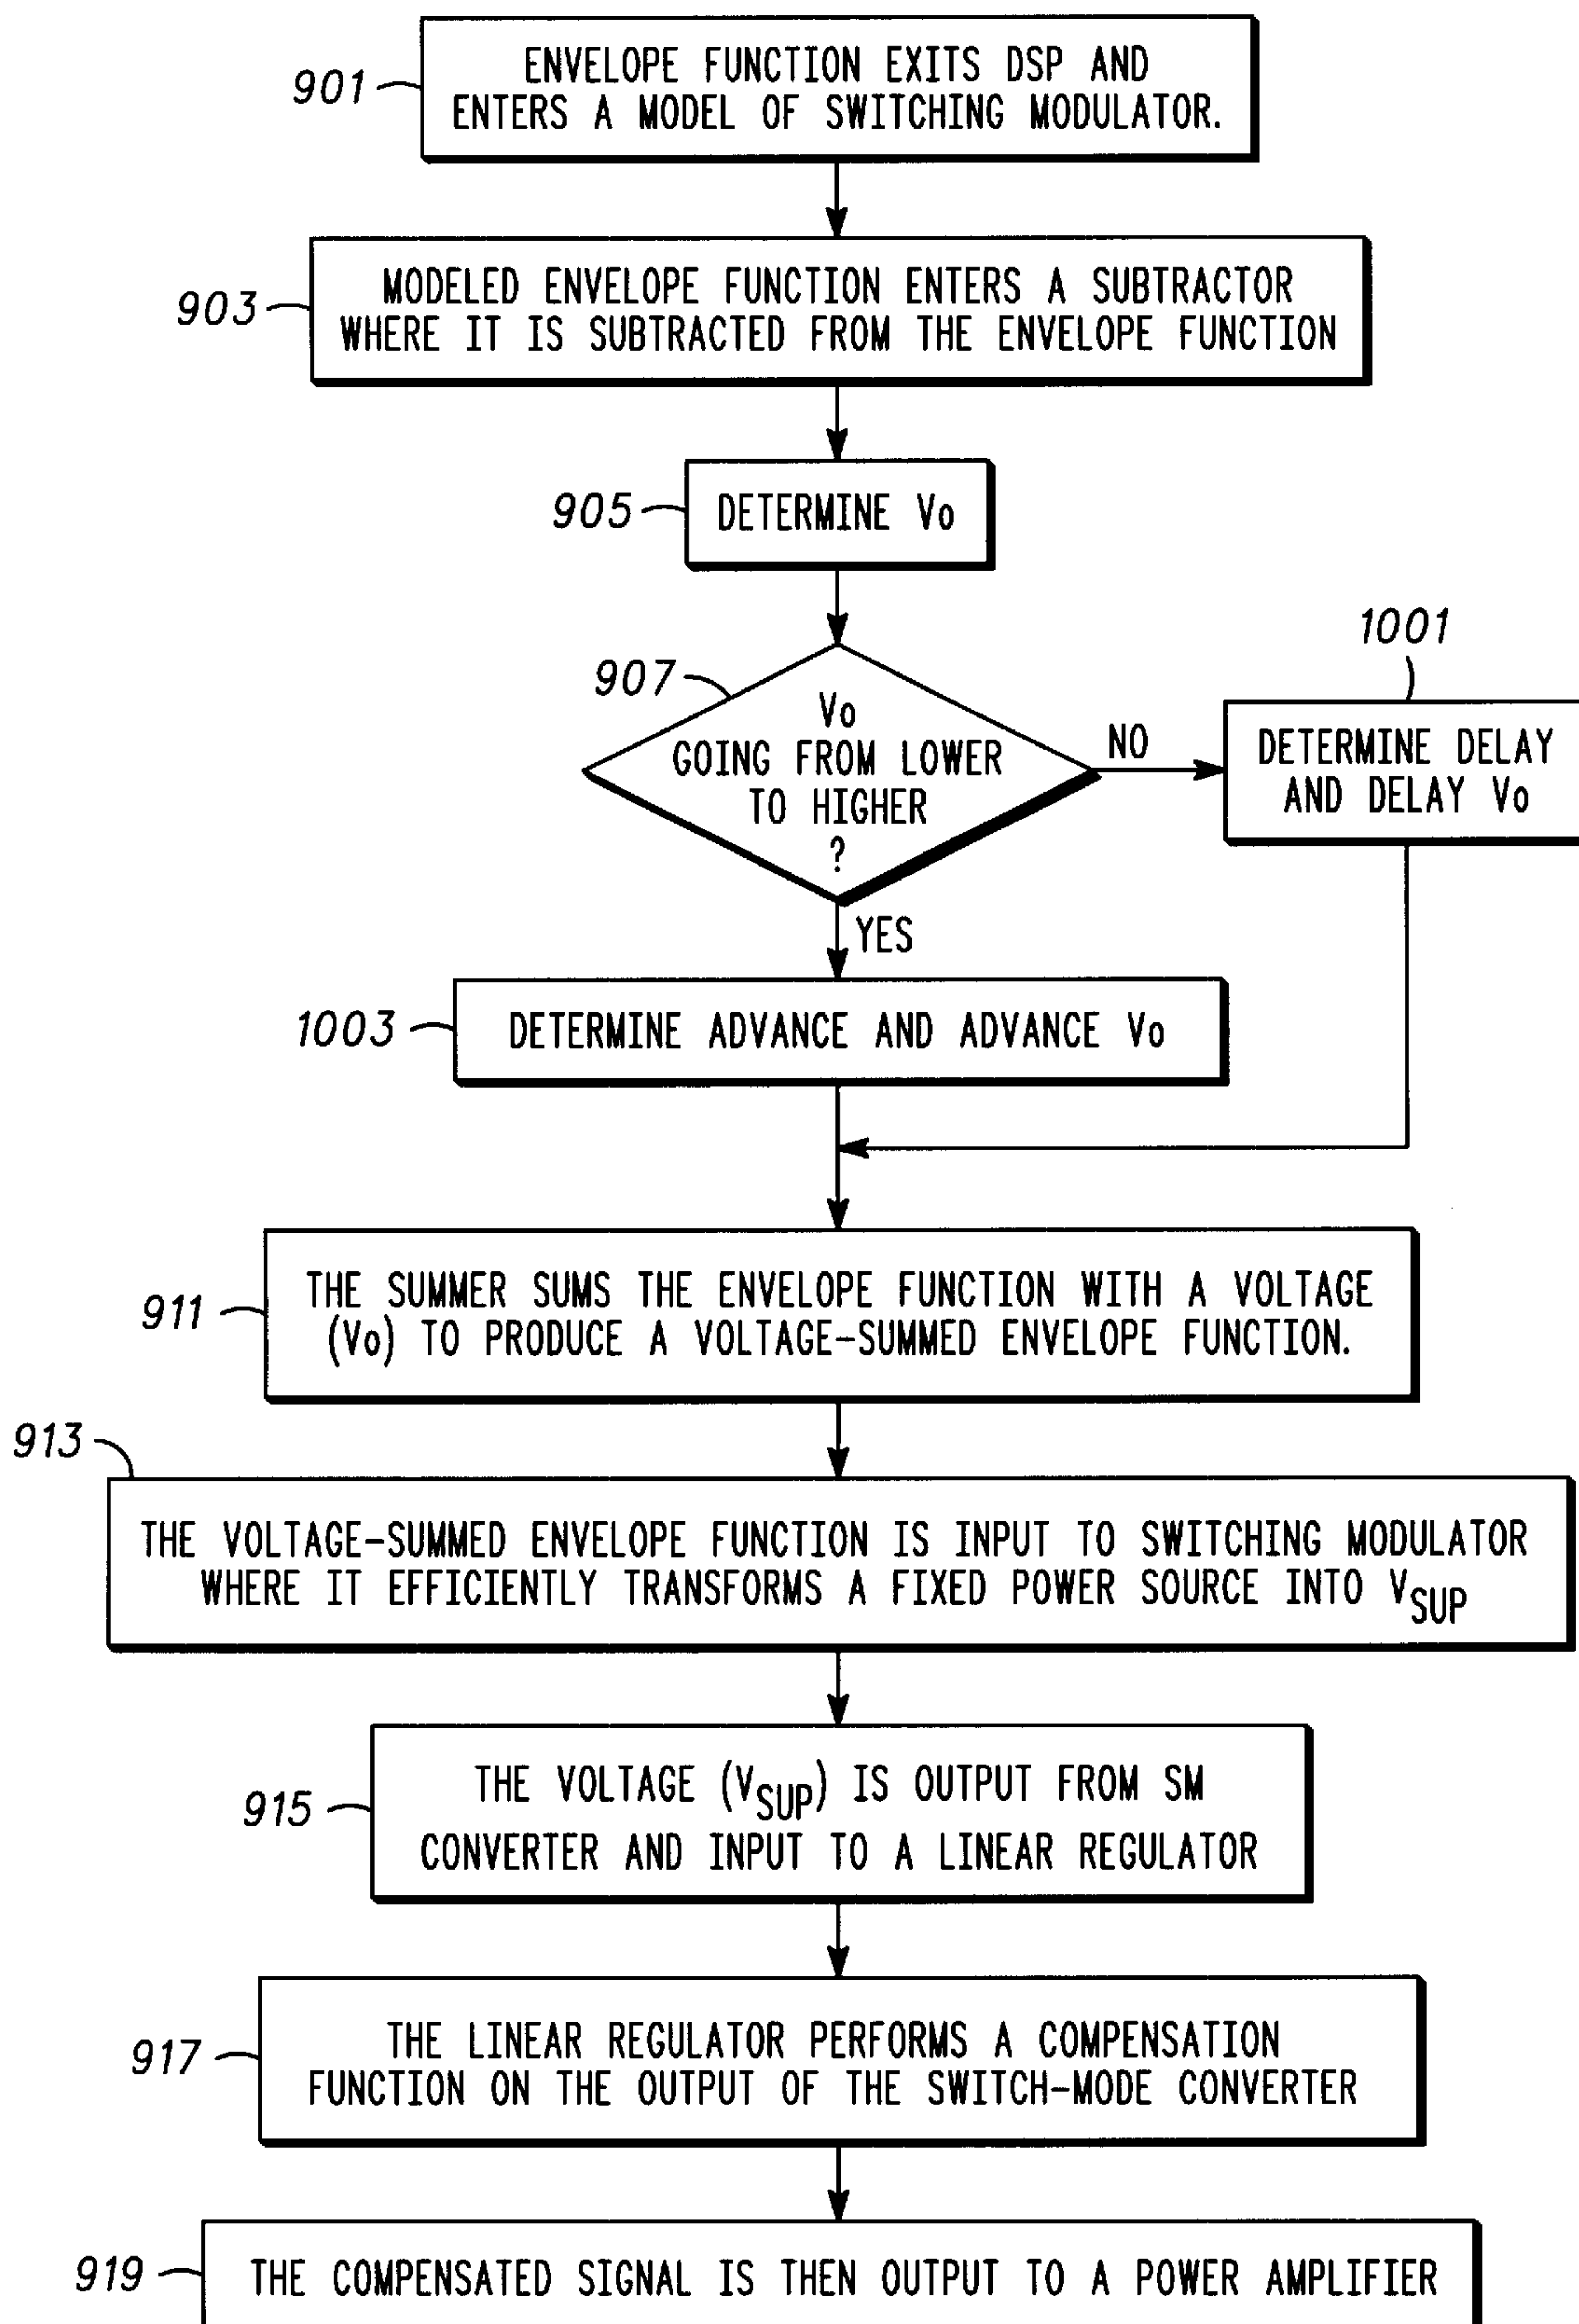 901
ENVELOPE FUNCTION EXITS DSP AND
ENTERS A MODEL OF SWITCHING MODULATOR.
903
MODELED ENVELOPE FUNCTION ENTERS A SUBTRACTOR
WHERE IT IS SUBTRACTED FROM THE ENVELOPE FUNCTION
905
DETERMINE Vo
907
Vo
GOING FROM LOWER
TO HIGHER
?
NO
1001
DETERMINE DELAY
AND DELAY Vo
YES
1003
DETERMINE ADVANCE AND ADVANCE Vo
911
THE SUMMER SUMS THE ENVELOPE FUNCTION WITH A VOLTAGE
(Vo) TO PRODUCE A VOLTAGE-SUMMED ENVELOPE FUNCTION.
913
THE VOLTAGE-SUMMED ENVELOPE FUNCTION IS INPUT TO SWITCHING MODULATOR
WHERE IT EFFICIENTLY TRANSFORMS A FIXED POWER SOURCE INTO VSUP
915
THE VOLTAGE (VSUP) IS OUTPUT FROM SM
CONVERTER AND INPUT TO A LINEAR REGULATOR
917
THE LINEAR REGULATOR PERFORMS A COMPENSATION
FUNCTION ON THE OUTPUT OF THE SWITCH-MODE CONVERTER
919
THE COMPENSATED SIGNAL IS THEN OUTPUT TO A POWER AMPLIFIER